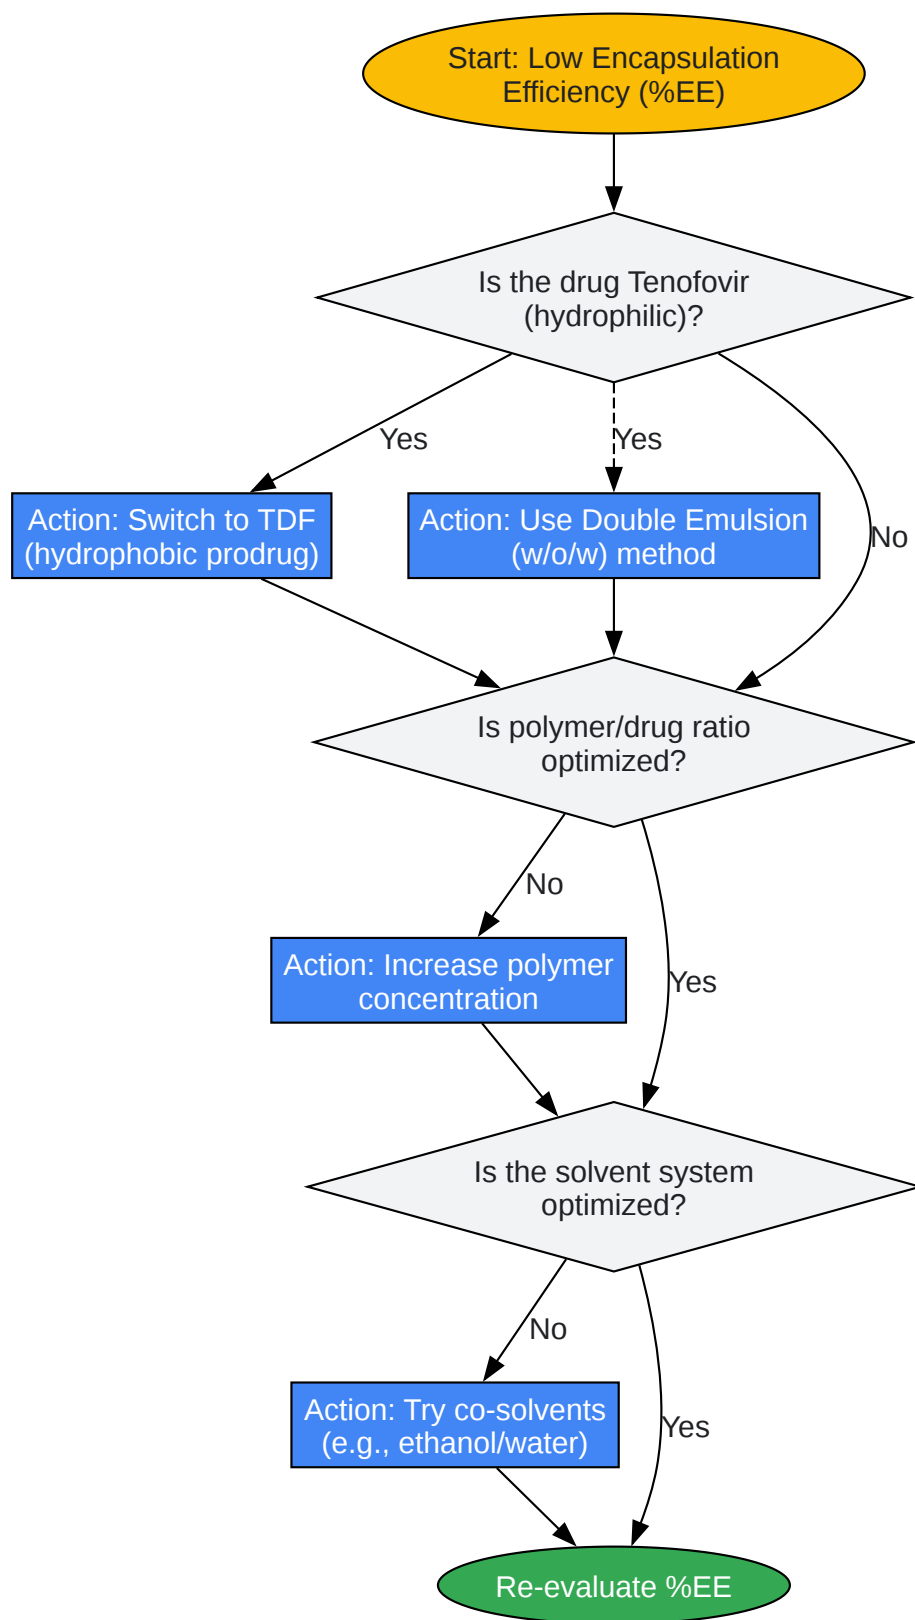 Start: Low Encapsulation
Efficiency (%EE)
Is the drug Tenofovir
(hydrophilic)?
Yes
Yes
No
Action: Switch to TDF
(hydrophobic prodrug)
Action: Use Double Emulsion
(w/o/w) method
Is polymer/drug ratio
optimized?
No
Yes
Action: Increase polymer
concentration
Is the solvent system
optimized?
No
Yes
Action: Try co-solvents
(e.g., ethanol/water)
Re-evaluate %EE